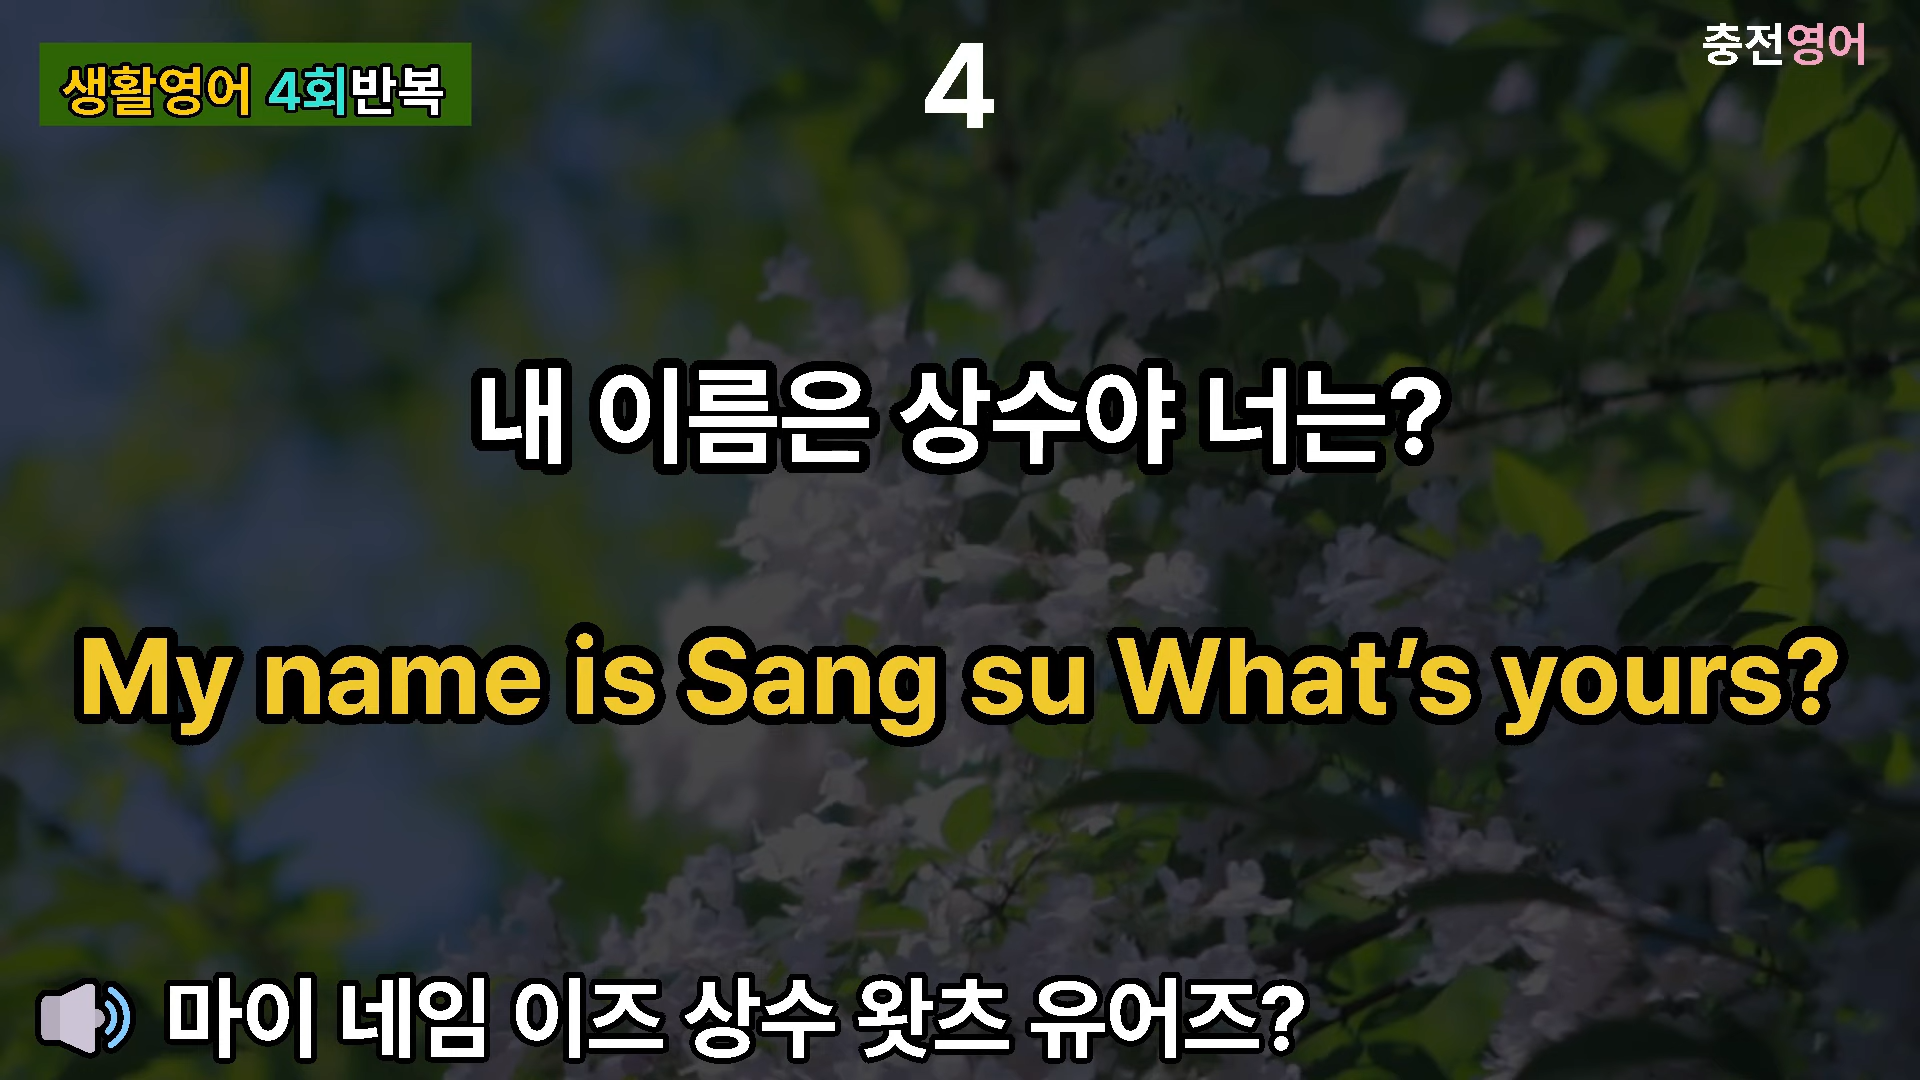 생활영어 4회반복
4
충전영어
내 이름은 상수야 너는?
My name is Sang su What's yours?
마이 네임 이즈 상수 왓츠 유어즈?